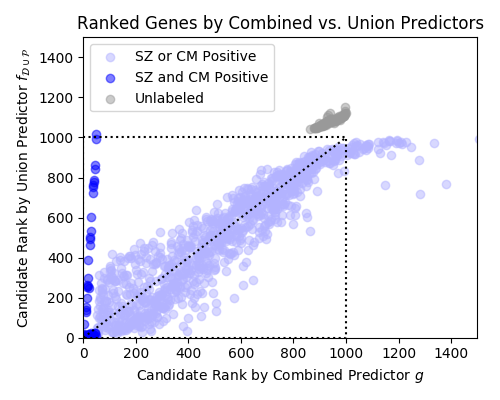 Ranked Genes by Combined vs. Union Predictors
SZ or CM Positive
SZ and CM Positive
Unlabeled
Candidate Rank by Union Predictor f_{D∪P}
1400
1200
1000
800
600
400
200
0
0 200 400 600 800 1000 1200 1400
Candidate Rank by Combined Predictor g